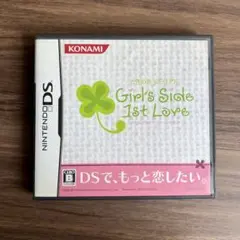 KONAMI
NINTENDO DS
Girl's Side
1st Love
B
DSで、もっと恋したい。